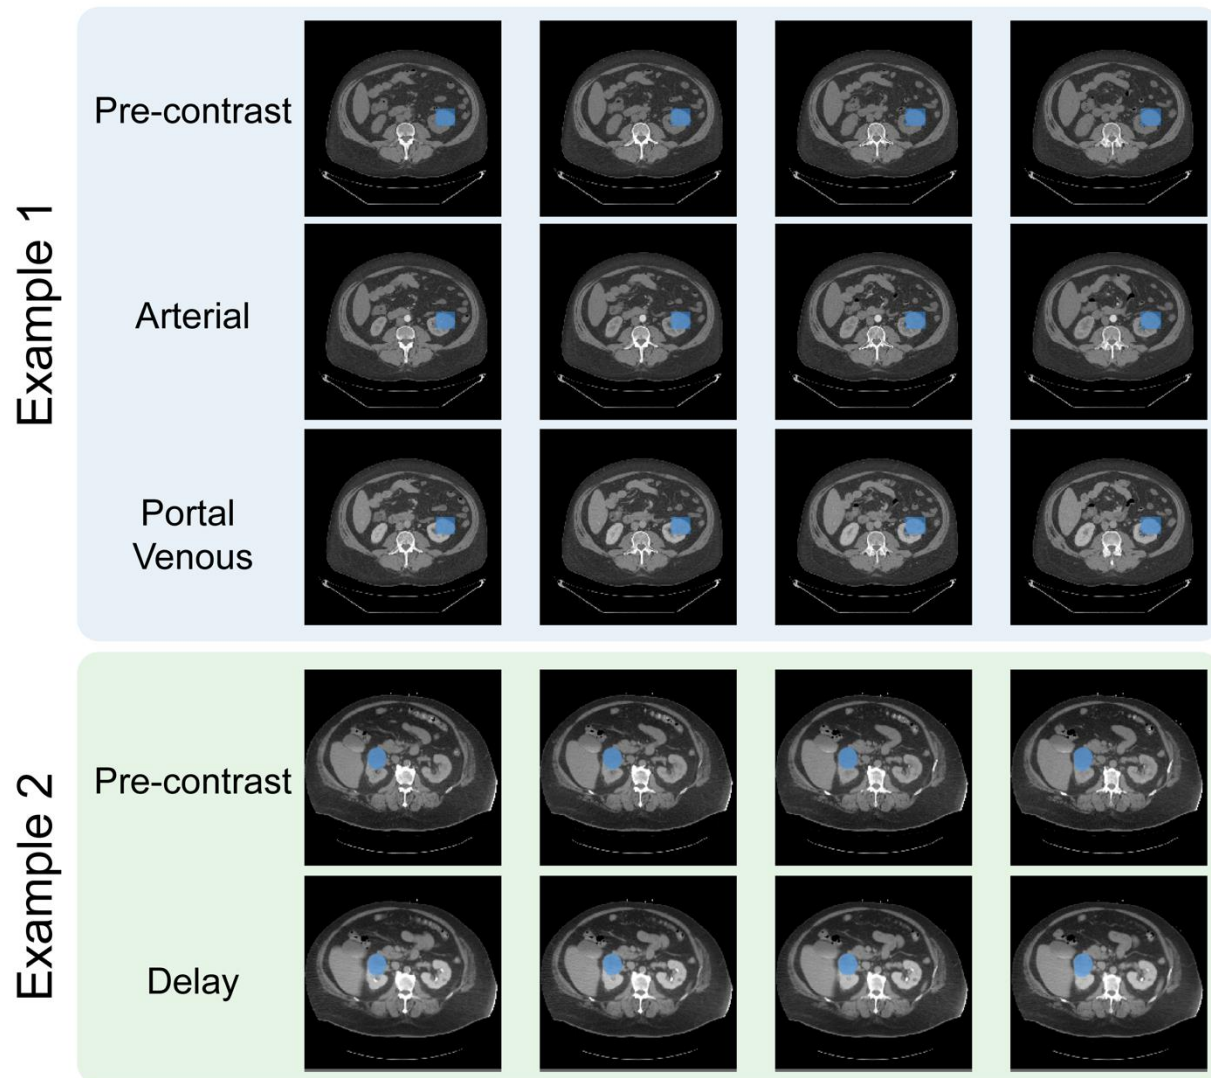 Example 1
Pre-contrast
Arterial
Portal
Venous
Example 2
Pre-contrast
Delay